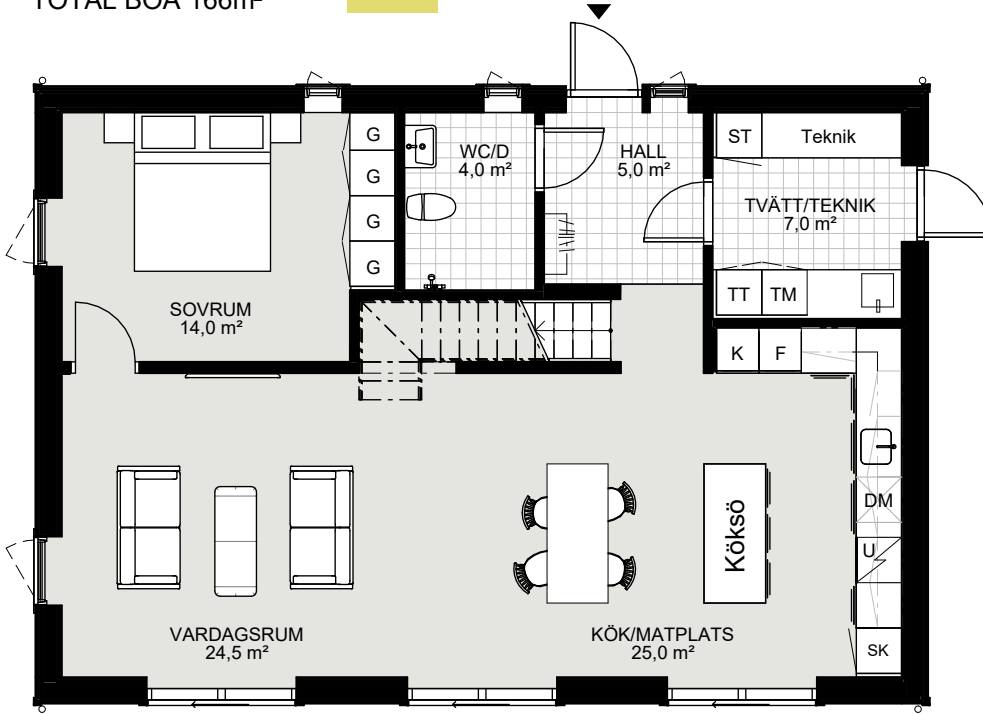 TOTAL BOA 166m²
G
G
G
G
WC/D
4,0 m²
HALL
5,0 m²
ST
Teknik
TVÄTT/TEKNIK
7,0 m²
TT
TM
SOVRUM
14,0 m²
K
F
DM
U
SK
Köksö
VARDAGSRUM
24,5 m²
KÖK/MATPLATS
25,0 m²